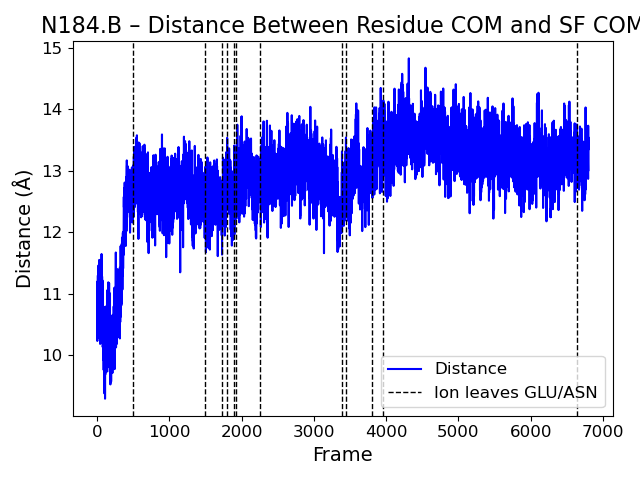 N184.B – Distance Between Residue COM and SF COM
15
14
13
12
11
10
Distance (Å)
Distance
Ion leaves GLU/ASN
0 1000 2000 3000 4000 5000 6000 7000
Frame